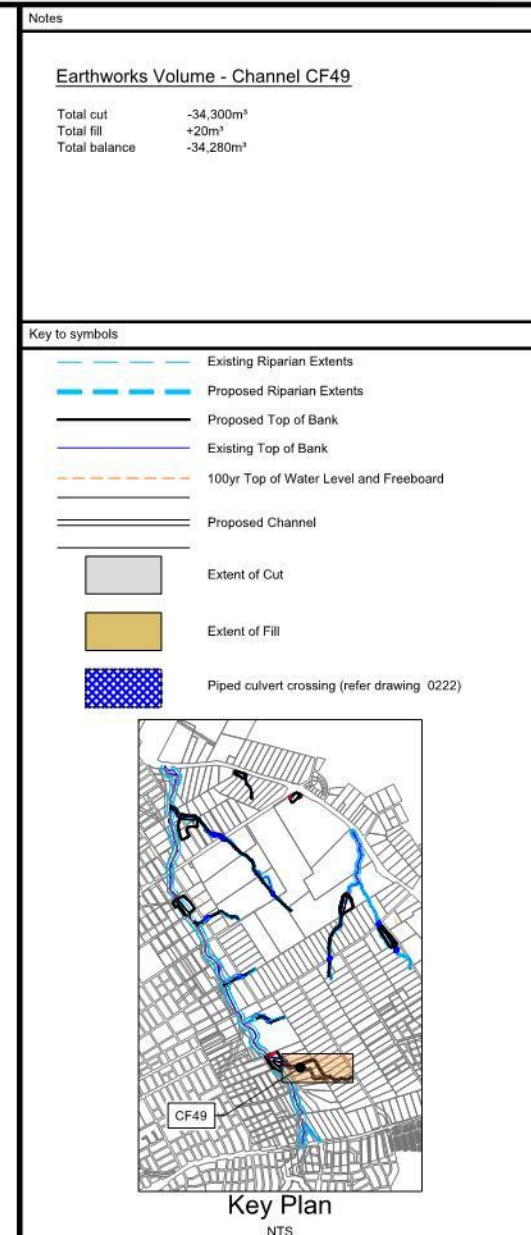 Notes
Earthworks Volume - Channel CF49
Total cut -34,300m³
Total fill +20m³
Total balance -34,280m³
Key to symbols
Existing Riparian Extents
Proposed Riparian Extents
Proposed Top of Bank
Existing Top of Bank
100yr Top of Water Level and Freeboard
Proposed Channel
Extent of Cut
Extent of Fill
Piped culvert crossing (refer drawing 0222)
CF49
Key Plan
NTS